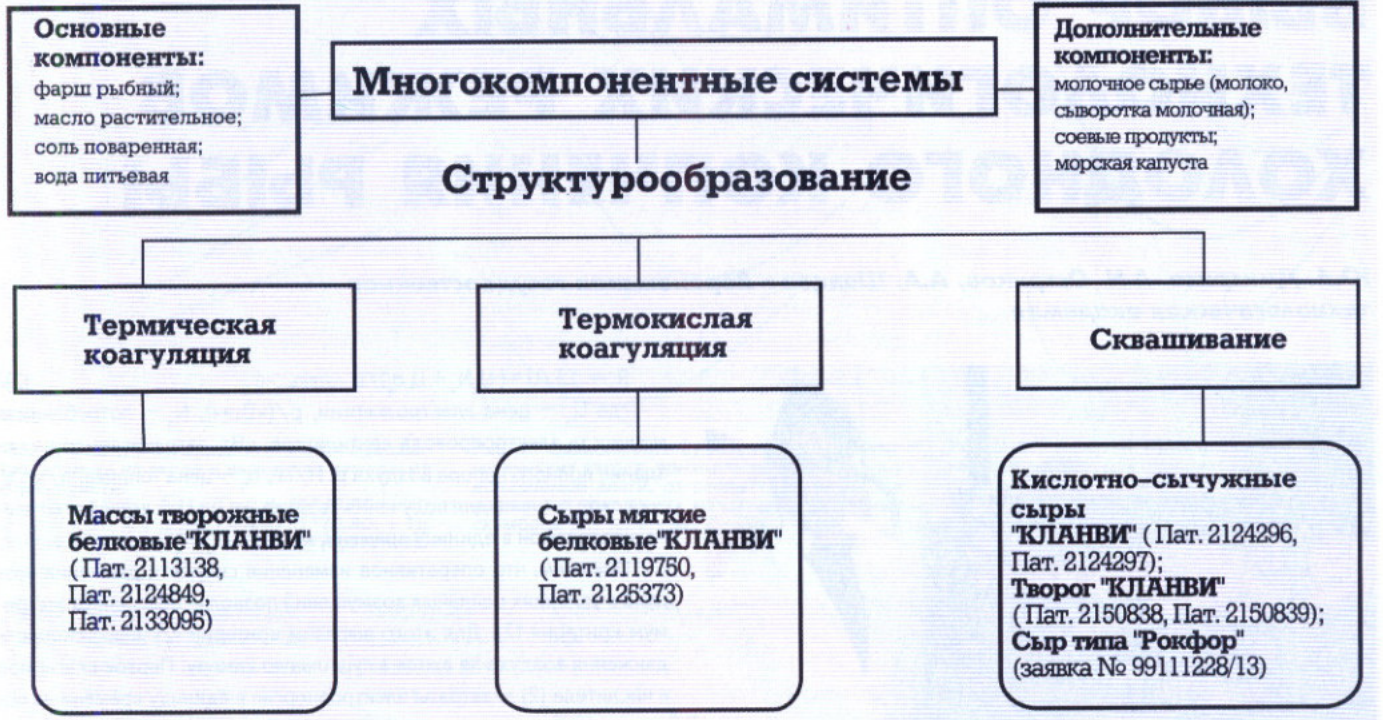 Основные
компоненты:
фарш рыбный;
масло растительное;
соль поваренная;
вода питьевая
Многокомпонентные системы
Структурообразование
Дополнительные
компоненты:
молочное сырье (молоко,
сыворотка молочная);
соевые продукты;
морская капуста
Термическая
коагуляция
Термокислая
коагуляция
Сквашивание
Массы творожные
белковые"КЛАНВИ"
( Пат. 2113138,
Пат. 2124849,
Пат. 2133095)
Сыры мягкие
белковые"КЛАНВИ"
( Пат. 2119750,
Пат. 2125373)
Кислотно–сычужные
сыры
"КЛАНВИ" ( Пат. 2124296,
Пат. 2124297);
Творог "КЛАНВИ"
( Пат. 2150838, Пат. 2150839);
Сыр типа "Рокфор"
(заявка № 99111228/13)